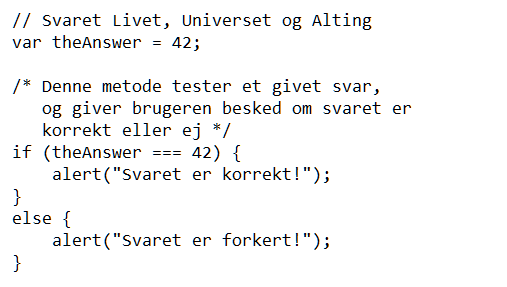 // Svaret Livet, Universet og Alting
var theAnswer = 42;

/* Denne metode tester et givet svar,
   og giver brugeren besked om svaret er
   korrekt eller ej */
if (theAnswer === 42) {
    alert("Svaret er korrekt!");
}
else {
    alert("Svaret er forkert!");
}